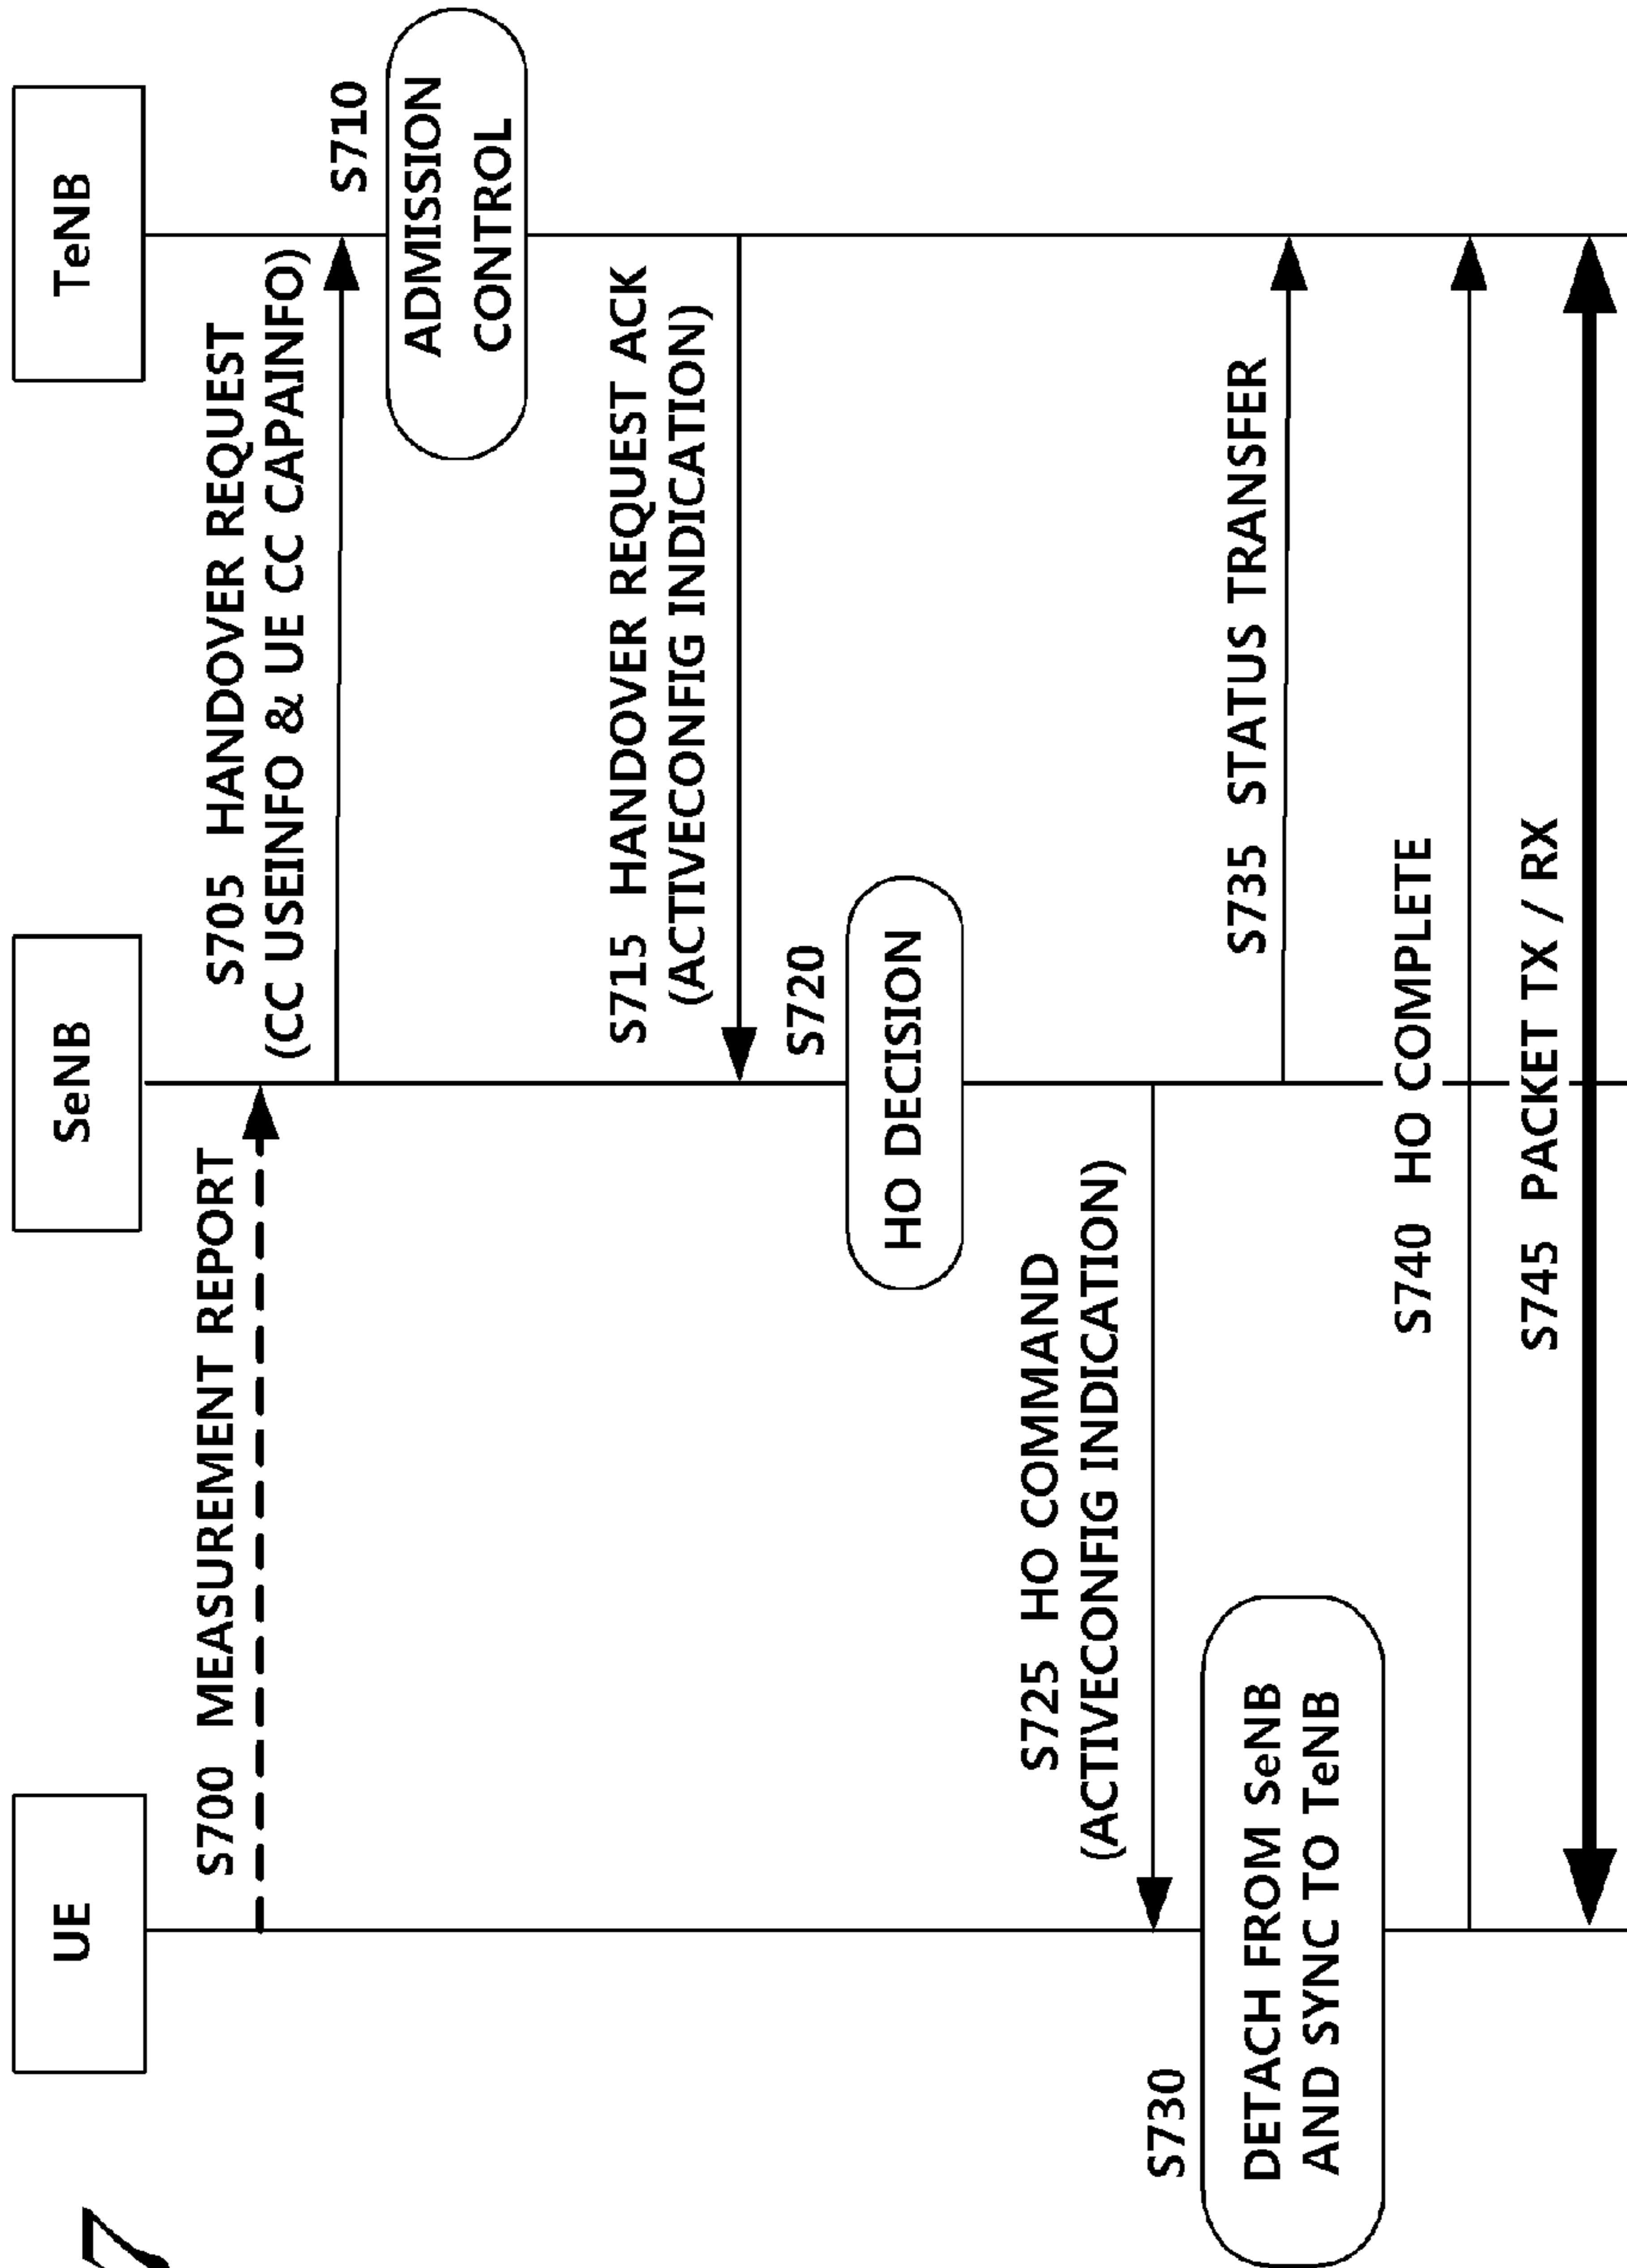 7
UE
SeNB
TeNB
S700 MEASUREMENT REPORT
S705 HANDOVER REQUEST
(CC USEINFO & UE CC CAPAINFO)
S710
ADMISSION
CONTROL
S715 HANDOVER REQUEST ACK
(ACTIVECONFIG INDICATION)
S720
HO DECISION
S725 HO COMMAND
(ACTIVECONFIG INDICATION)
S730
DETACH FROM SeNB
AND SYNC TO TeNB
S735 STATUS TRANSFER
S740 HO COMPLETE
S745 PACKET TX / RX